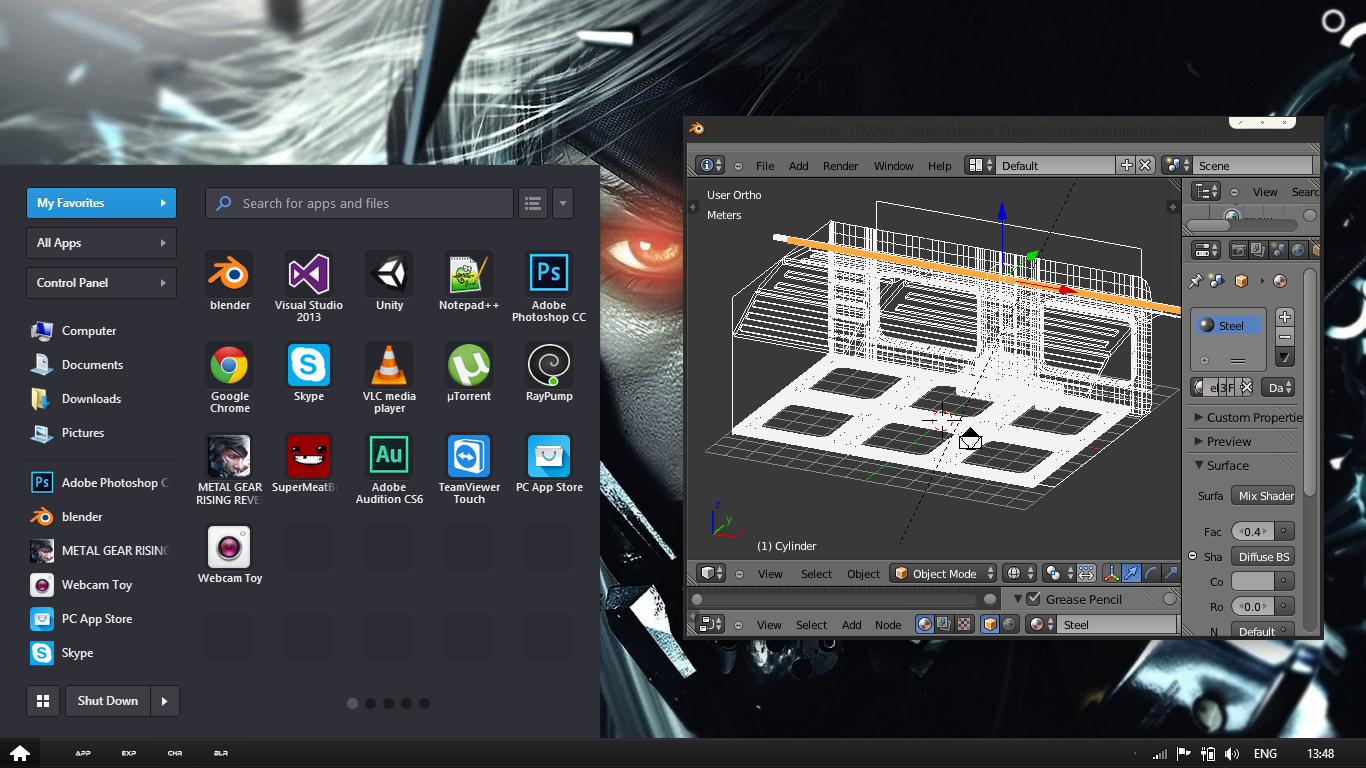 Blender [D:\My Projects\Blend Projects\spaceship door.blend]
File Add Render Window Help Default Scene
User Ortho
Meters
View Searc
My Favorites
Search for apps and files
All Apps
Control Panel
Computer
Documents
Downloads
Pictures
Adobe Photoshop C
blender
METAL GEAR RISING
Webcam Toy
PC App Store
Skype
Shut Down
blender
Visual Studio
2013
Unity
Notepad++
Adobe
Photoshop CC
Google
Chrome
Skype
VLC media
player
µTorrent
RayPump
METAL GEAR
RISING REVE
SuperMeatB
Adobe
Audition CS6
TeamViewer
Touch
PC App Store
Webcam Toy
Ps
Ps
Au
z
y
x
(1) Cylinder
View Select Object Object Mode
Grease Pencil
View Select Add Node Steel
Steel
Da
Custom Propertie
Preview
Surface
Surfa Mix Shader
Fac 0.4
Sha Diffuse BS
Co
Ro 0.0
N Default
APP EXP CHR BLR
ENG 13:48